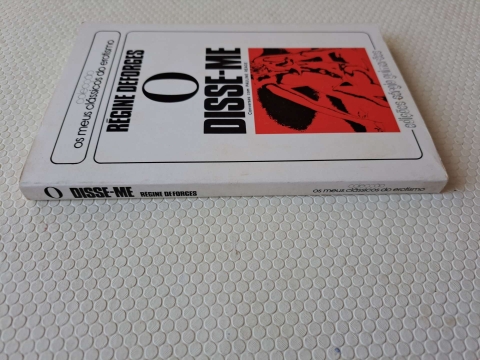 colecção
os meus clássicos do erotismo
RÉGINE DEFORGES
O
DISSE-ME
O DISSE-ME RÉGINE DEFORGES
colecção
os meus clássicos do erotismo